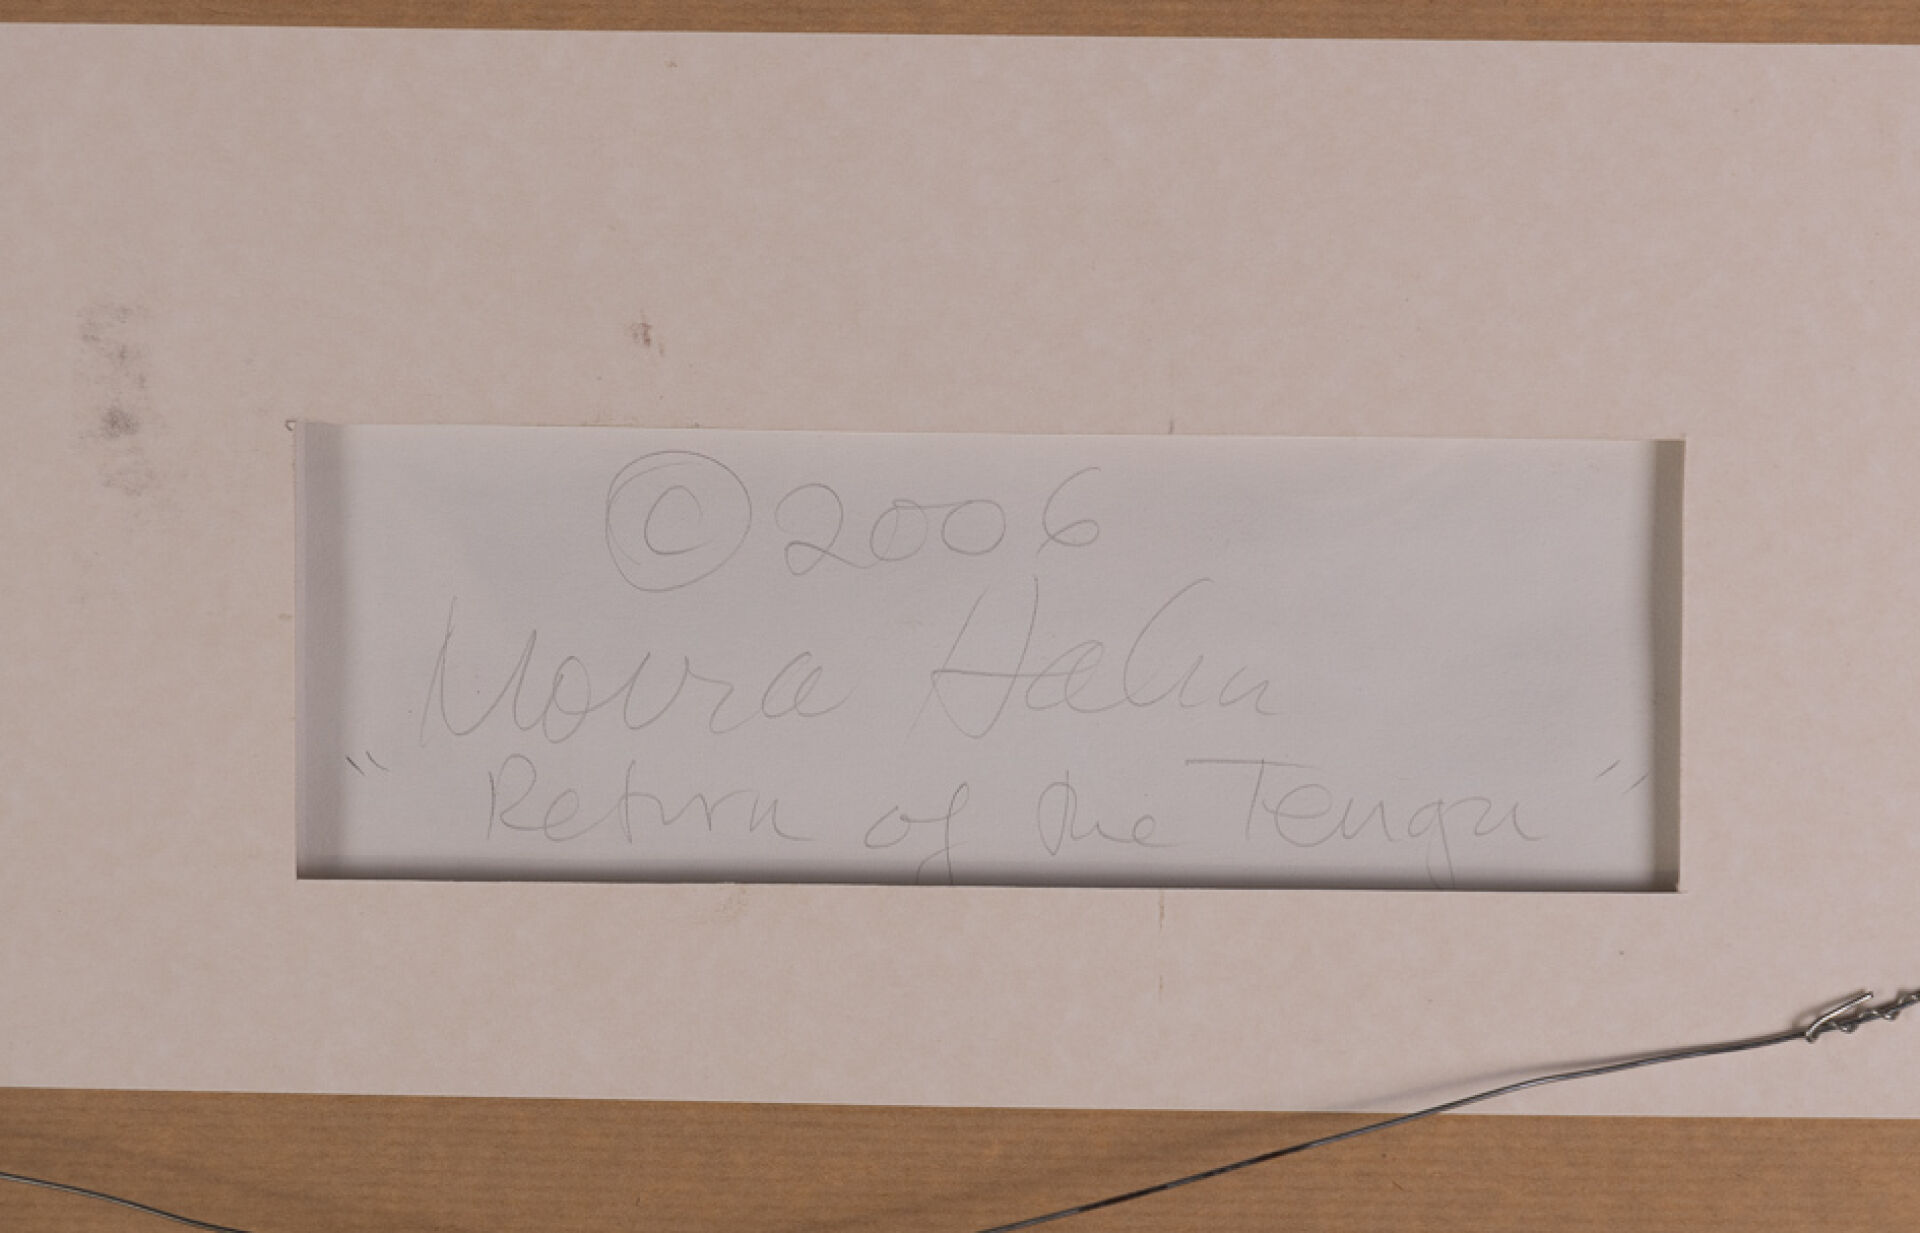 © 2006
Moira Hahn
"Return of the Tengu"